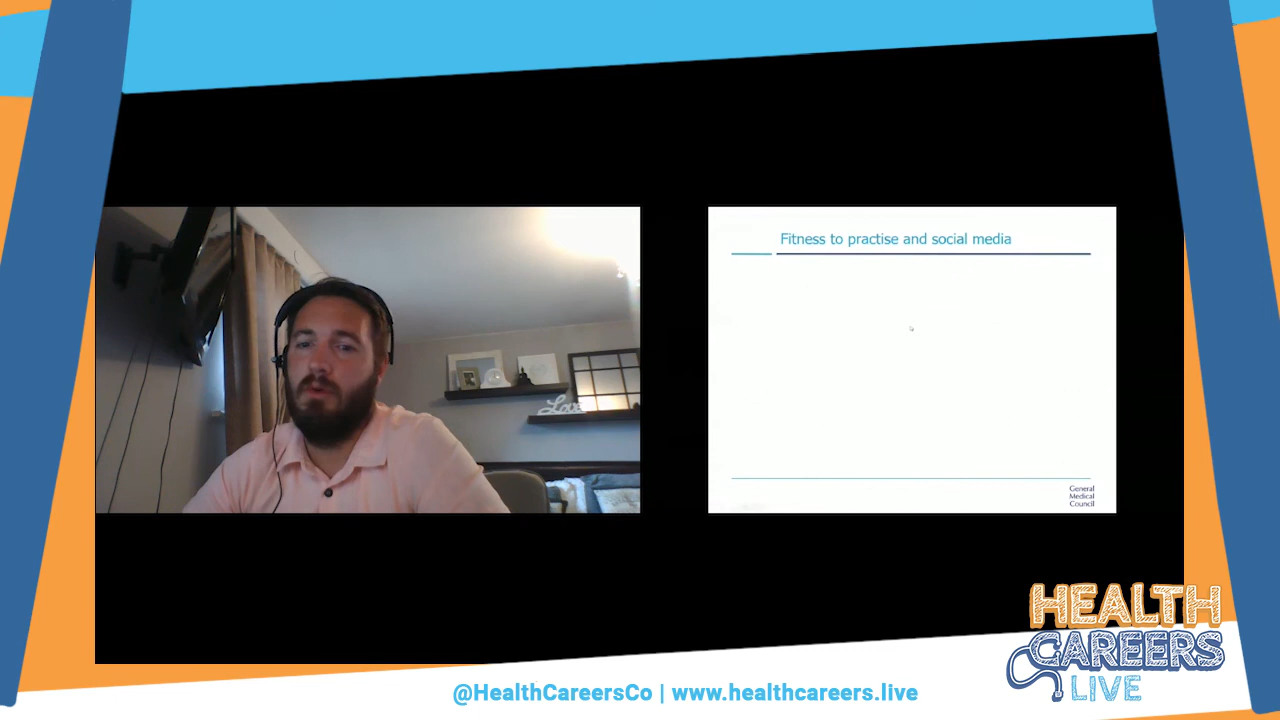 Fitness to practise and social media
Love
General
Medical
Council
HEALTH
CAREERS
LIVE
@HealthCareersCo | www.healthcareers.live